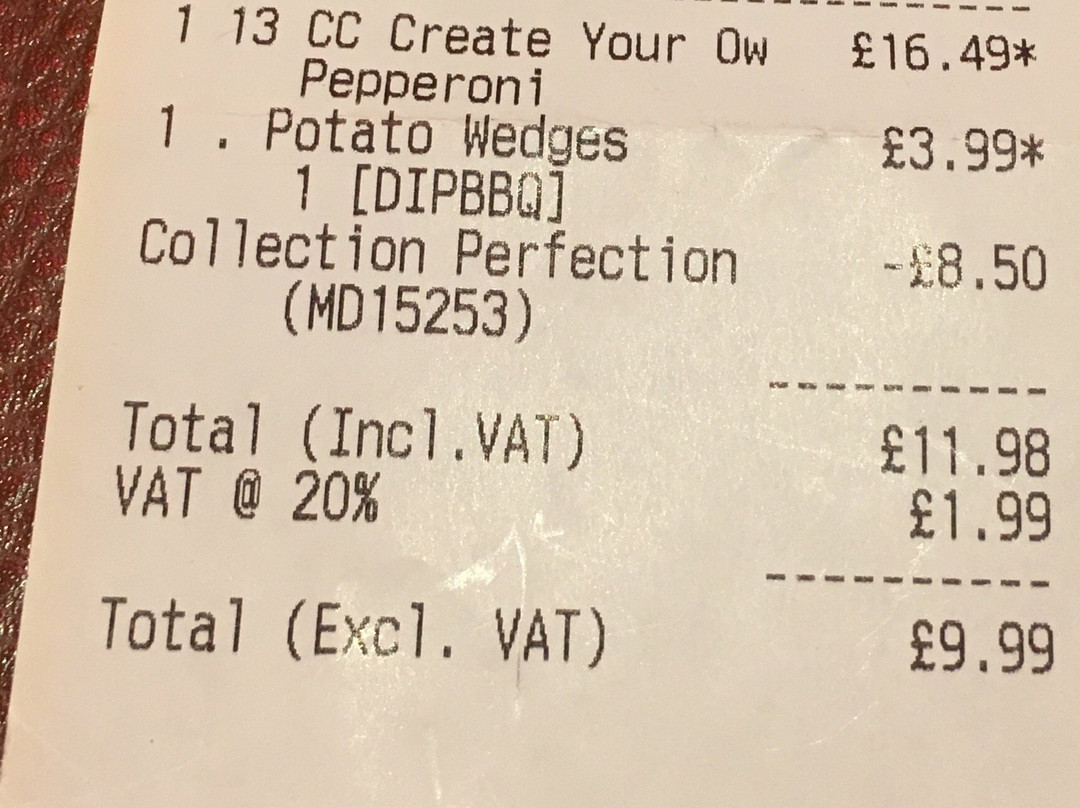 1 13 CC Create Your Ow £16.49*
Pepperoni
1 . Potato Wedges £3.99*
1 [DIPBBQ]
Collection Perfection -£8.50
(MD15253)
----------
Total (Incl.VAT) £11.98
VAT @ 20% £1.99
----------
Total (Excl. VAT) £9.99